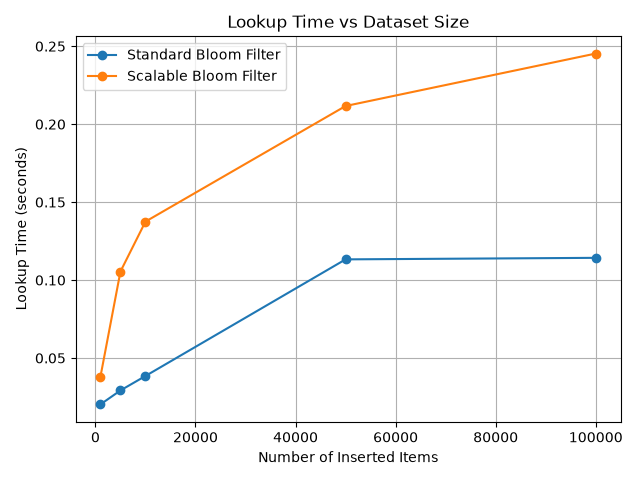 Lookup Time vs Dataset Size
Standard Bloom Filter
Scalable Bloom Filter
Lookup Time (seconds)
0.25
0.20
0.15
0.10
0.05
0 20000 40000 60000 80000 100000
Number of Inserted Items